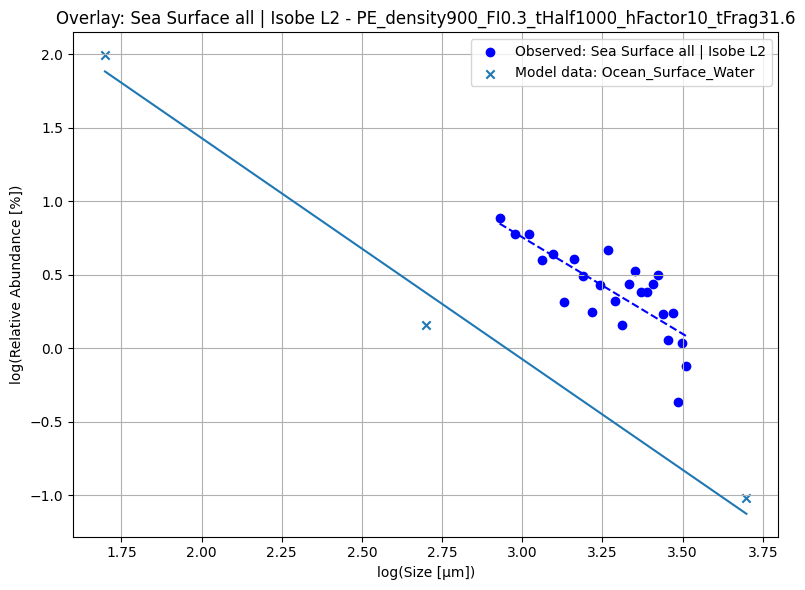 Overlay: Sea Surface all | Isobe L2 - PE_density900_FI0.3_tHalf1000_hFactor10_tFrag31.6
Observed: Sea Surface all | Isobe L2
Model data: Ocean_Surface_Water
log(Relative Abundance [%])
2.0
1.5
1.0
0.5
0.0
−0.5
−1.0
1.75 2.00 2.25 2.50 2.75 3.00 3.25 3.50 3.75
log(Size [µm])